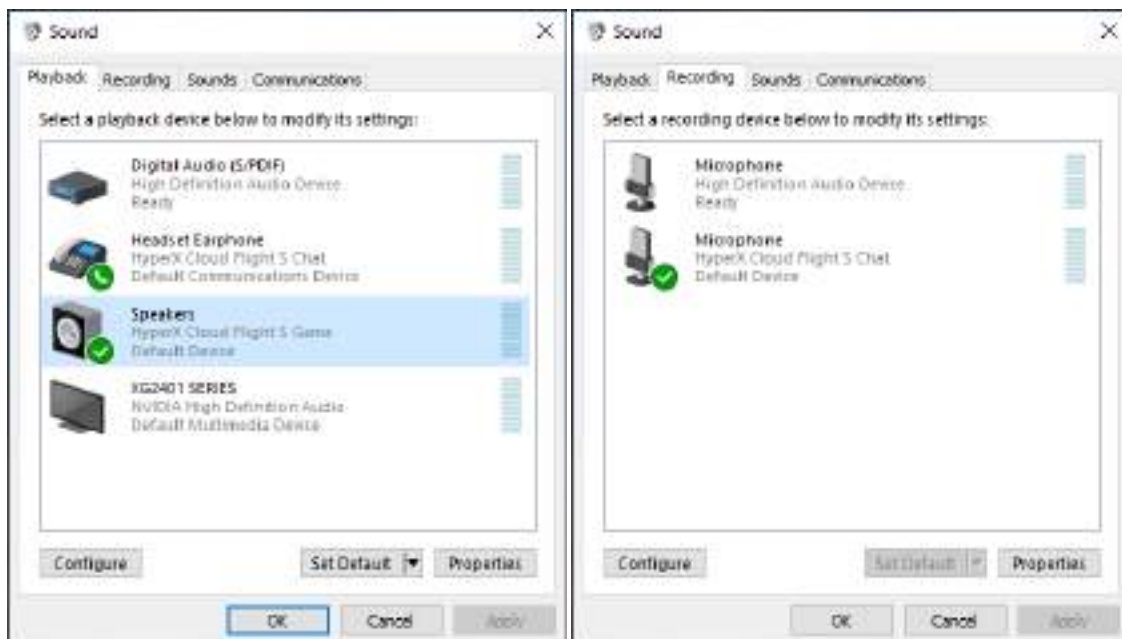 Sound
Playback Recording Sounds Communications
Select a playback device below to modify its settings:
Digital Audio (S/PDIF)
High Definition Audio Device
Ready
Headset Earphone
HyperX Cloud Flight S Chat
Default Communications Device
Speakers
HyperX Cloud Flight S Game
Default Device
XG2401 SERIES
NVIDIA High Definition Audio
Default Multimedia Device
Configure Set Default Properties
OK Cancel Apply
Sound
Playback Recording Sounds Communications
Select a recording device below to modify its settings:
Microphone
High Definition Audio Device
Ready
Microphone
HyperX Cloud Flight S Chat
Default Device
Configure Set Default Properties
OK Cancel Apply